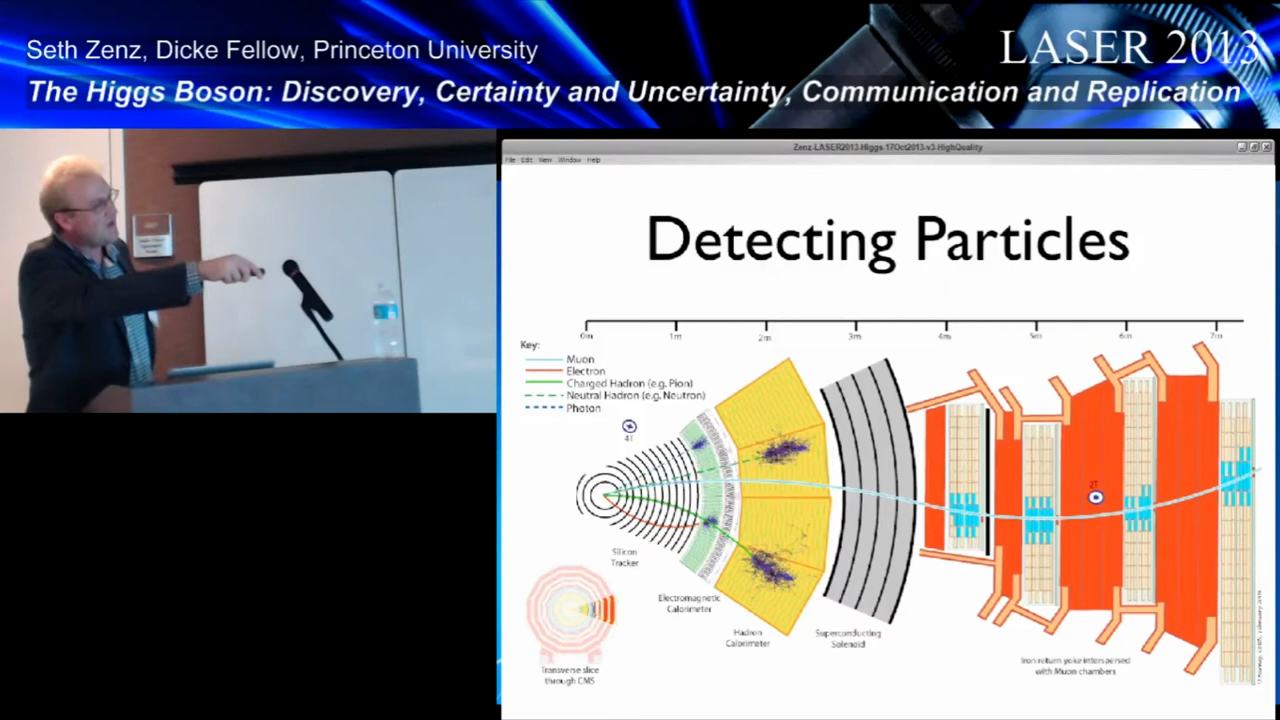 Seth Zenz, Dicke Fellow, Princeton University
LASER 2013
The Higgs Boson: Discovery, Certainty and Uncertainty, Communication and Replication
Zenz-LASER2013-Higgs-17Oct2013-v3-HighQuality
File Edit View Window Help
Detecting Particles
0m 1m 2m 3m 4m 5m 6m 7m
Key:
Muon
Electron
Charged Hadron (e.g. Pion)
Neutral Hadron (e.g. Neutron)
Photon
4T
2T
Silicon
Tracker
Electromagnetic
Calorimeter
Hadron
Calorimeter
Superconducting
Solenoid
Iron return yoke interspersed
with Muon chambers
Transverse slice
through CMS